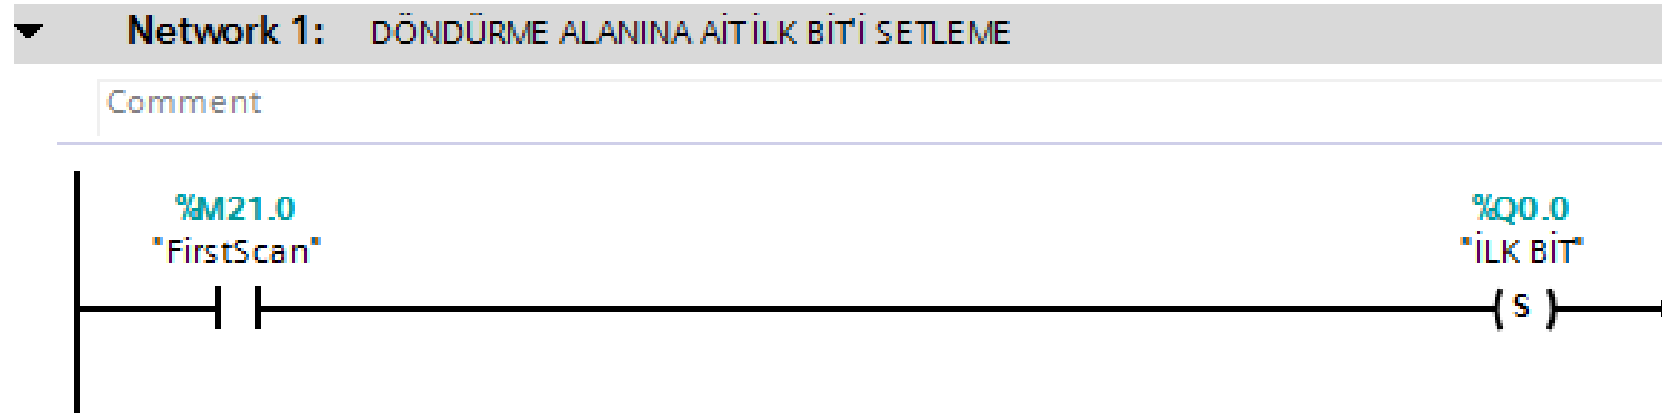 Network 1: DÖNDÜRME ALANINA AİT İLK BİT'İ SETLEME
Comment
%M21.0 %Q0.0
"FirstScan" "İLK BİT"
S